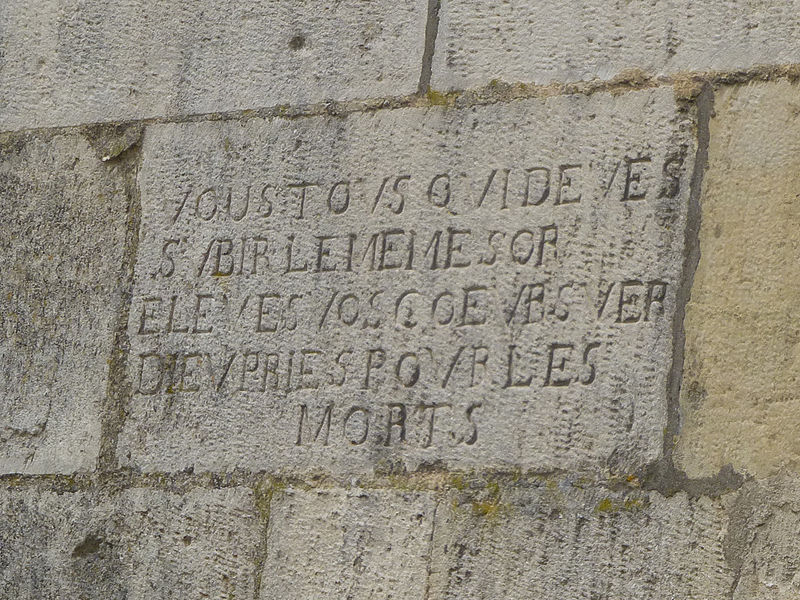 VOUS TOVS QVI DEVES
SVBIR LE MEME SOR
ELEVES VOS COEVRS VER
DIEV PRIES POVR LES
MORTS